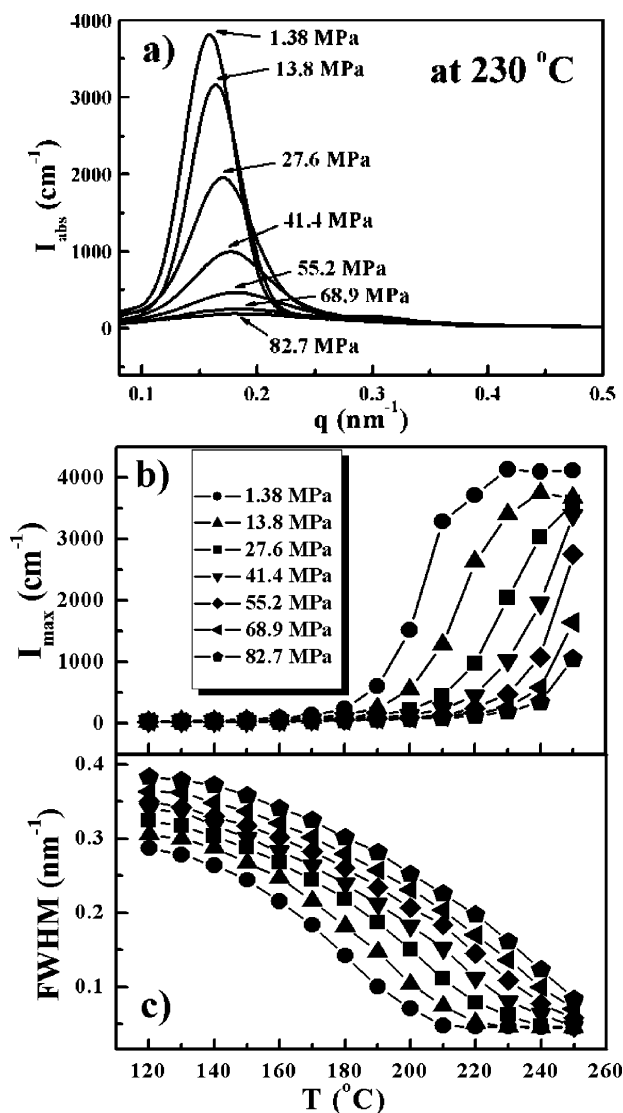 4000
3000
2000
1000
0
I abs (cm-1)
a)
at 230 °C
1.38 MPa
13.8 MPa
27.6 MPa
41.4 MPa
55.2 MPa
68.9 MPa
82.7 MPa
0.1 0.2 0.3 0.4 0.5
q (nm-1)
b)
4000
3000
2000
1000
0
I max (cm-1)
1.38 MPa
13.8 MPa
27.6 MPa
41.4 MPa
55.2 MPa
68.9 MPa
82.7 MPa
0.4
0.3
0.2
0.1
FWHM (nm-1)
c)
120 140 160 180 200 220 240 260
T (°C)